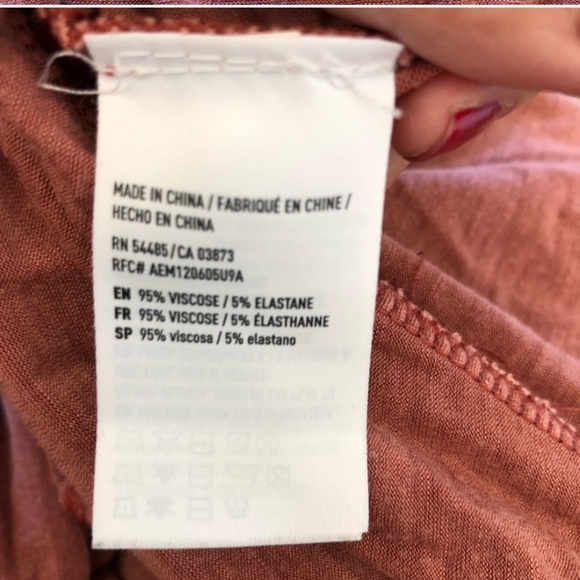 MADE IN CHINA / FABRIQUÉ EN CHINE /
HECHO EN CHINA
RN 54485/CA 03873
RFC# AEM120605U9A
EN 95% VISCOSE / 5% ELASTANE
FR 95% VISCOSE / 5% ÉLASTHANNE
SP 95% viscosa / 5% elastano